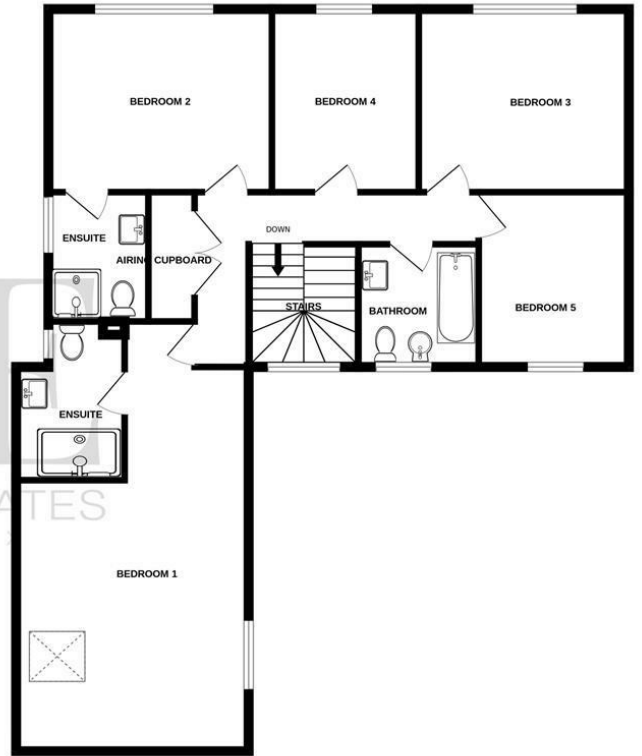 BEDROOM 2
BEDROOM 4
BEDROOM 3
ENSUITE
DOWN
AIRING CUPBOARD
STAIRS
BATHROOM
BEDROOM 5
ENSUITE
E
ATES
BEDROOM 1